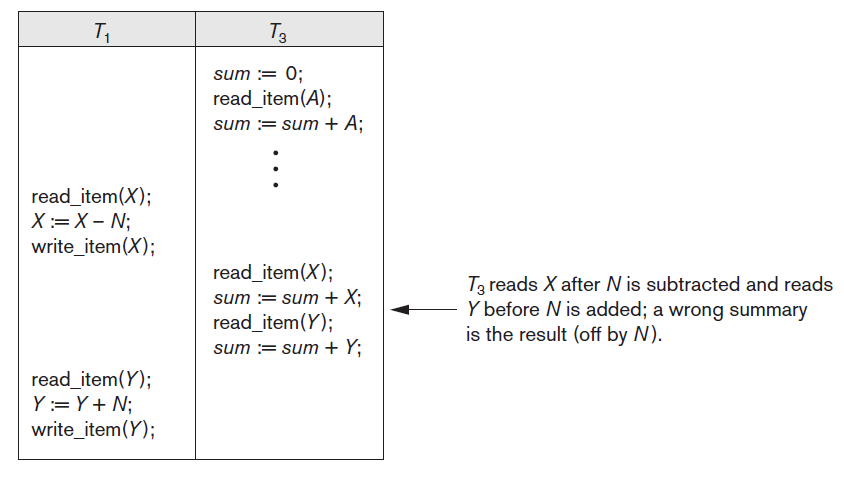 T1
T3
sum := 0;
read_item(A);
sum := sum + A;
read_item(X);
X := X – N;
write_item(X);
read_item(X);
sum := sum + X;
read_item(Y);
sum := sum + Y;
T3 reads X after N is subtracted and reads
Y before N is added; a wrong summary
is the result (off by N).
read_item(Y);
Y := Y + N;
write_item(Y);